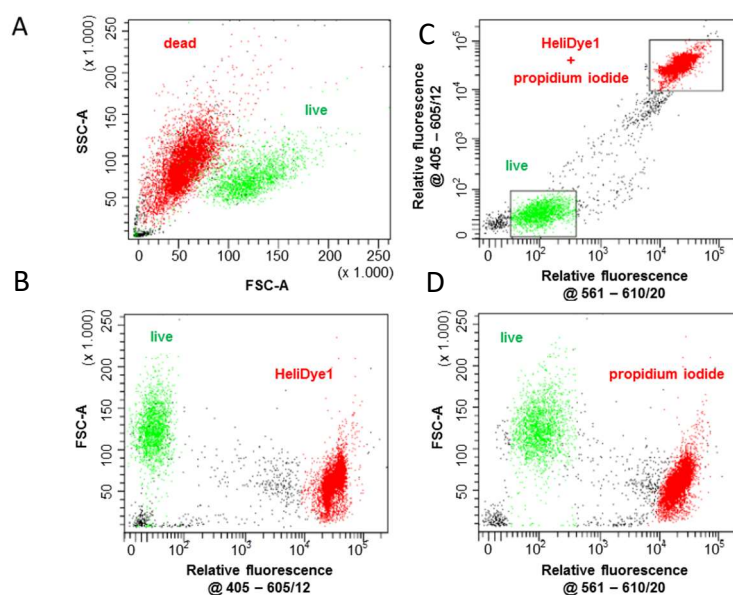 A
dead
live
SSC-A
(x 1.000)
250
200
150
100
50
0
50
100
150
200
250
(x 1.000)
FSC-A
C
HeliDye1
+
propidium iodide
live
Relative fluorescence
@ 405 – 605/12
10⁵
10⁴
10³
10²
0
0
10²
10³
10⁴
10⁵
Relative fluorescence
@ 561 – 610/20
B
live
HeliDye1
FSC-A
(x 1.000)
250
200
150
100
50
0
10²
10³
10⁴
10⁵
Relative fluorescence
@ 405 – 605/12
D
live
propidium iodide
FSC-A
(x 1.000)
250
200
150
100
50
0
10²
10³
10⁴
10⁵
Relative fluorescence
@ 561 – 610/20